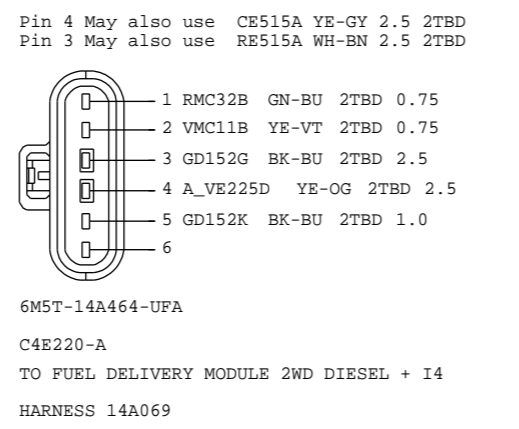 Pin 4 May also use  CE515A YE-GY 2.5 2TBD
Pin 3 May also use  RE515A WH-BN 2.5 2TBD
1 RMC32B  GN-BU  2TBD 0.75
2 VMC11B  YE-VT  2TBD 0.75
3 GD152G  BK-BU  2TBD 2.5
4 A_VE225D  YE-OG 2TBD 2.5
5 GD152K  BK-BU  2TBD 1.0
6
6M5T-14A464-UFA
C4E220-A
TO FUEL DELIVERY MODULE 2WD DIESEL + I4
HARNESS 14A069